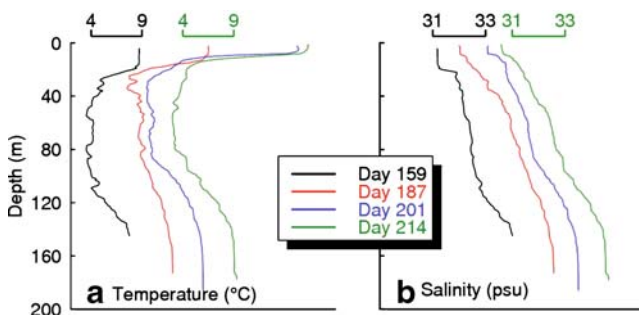 4 9 4 9 31 33 31 33
0
40
80
120
160
200
Depth (m)
Day 159
Day 187
Day 201
Day 214
a Temperature (°C)
b Salinity (psu)